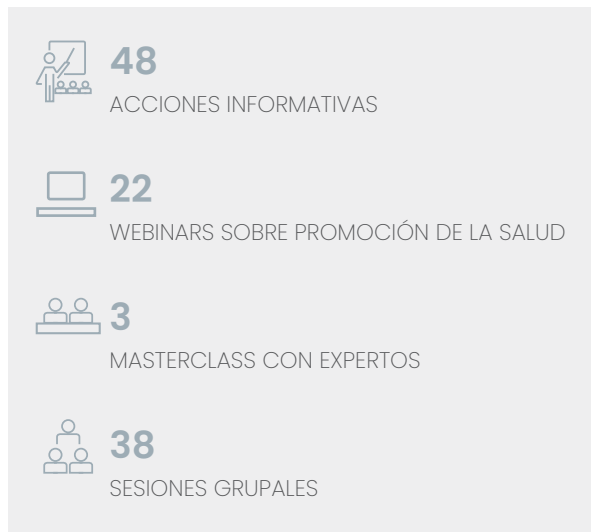 48
ACCIONES INFORMATIVAS
22
WEBINARS SOBRE PROMOCIÓN DE LA SALUD
3
MASTERCLASS CON EXPERTOS
38
SESIONES GRUPALES